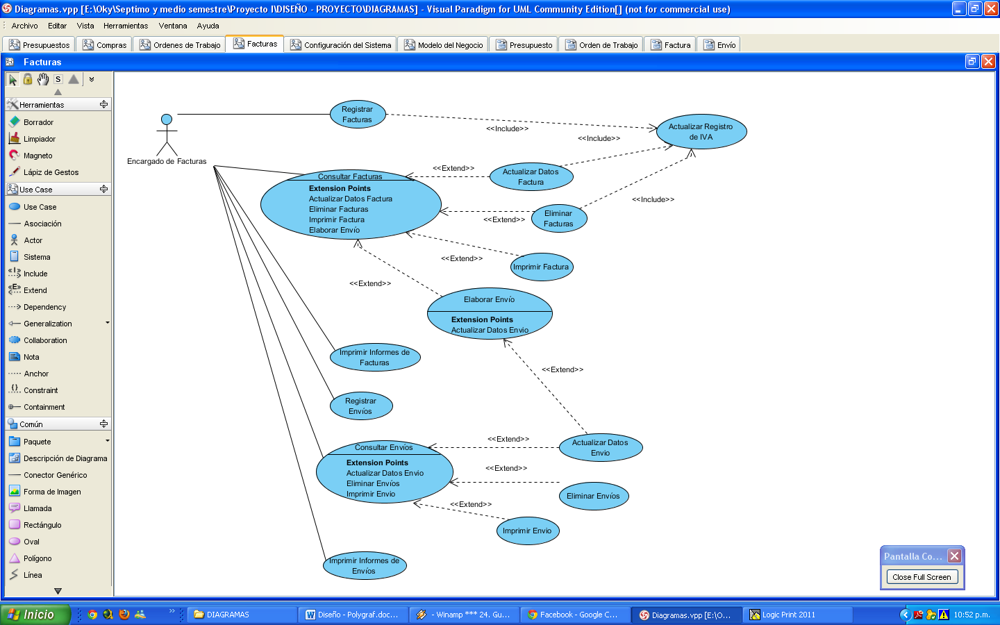 Diagramas.vpp [E:\Oky\Septimo y medio semestre\Proyecto I\DISEÑO - PROYECTO\DIAGRAMAS] - Visual Paradigm for UML Community Edition[] (not for commercial use)
Archivo Editar Vista Herramientas Ventana Ayuda
Presupuestos Compras Ordenes de Trabajo Facturas Configuración del Sistema Modelo del Negocio Presupuesto Orden de Trabajo Factura Envío
Facturas
S
Herramientas
Borrador
Limpiador
Magneto
Lápiz de Gestos
Use Case
Use Case
Asociación
Actor
Sistema
Include
Extend
Dependency
Generalization
Collaboration
Nota
Anchor
Constraint
Containment
Común
Paquete
Descripción de Diagrama
Conector Genérico
Forma de Imagen
Llamada
Rectángulo
Oval
Polígono
Línea
Encargado de Facturas
Registrar
Facturas
<<Include>>
Actualizar Registro
de IVA
<<Include>>
<<Extend>>
Actualizar Datos
Factura
Consultar Facturas
Extension Points
Actualizar Datos Factura
Eliminar Facturas
Imprimir Factura
Elaborar Envío
<<Include>>
Eliminar
Facturas
<<Extend>>
<<Extend>>
Imprimir Factura
<<Extend>>
Elaborar Envío
Extension Points
Actualizar Datos Envio
Imprimir Informes de
Facturas
<<Extend>>
Registrar
Envíos
<<Extend>>
Actualizar Datos
Envio
Consultar Envíos
Extension Points
Actualizar Datos Envio
Eliminar Envíos
Imprimir Envio
<<Extend>>
Eliminar Envíos
<<Extend>>
Imprimir Envio
Imprimir Informes de
Envíos
Pantalla Co...
Close Full Screen
Inicio
DIAGRAMAS
Diseño - Polygraf.doc...
- Winamp *** 24. Gu...
Facebook - Google C...
Diagramas.vpp [E:\O...
Logic Print 2011
10:52 p.m.